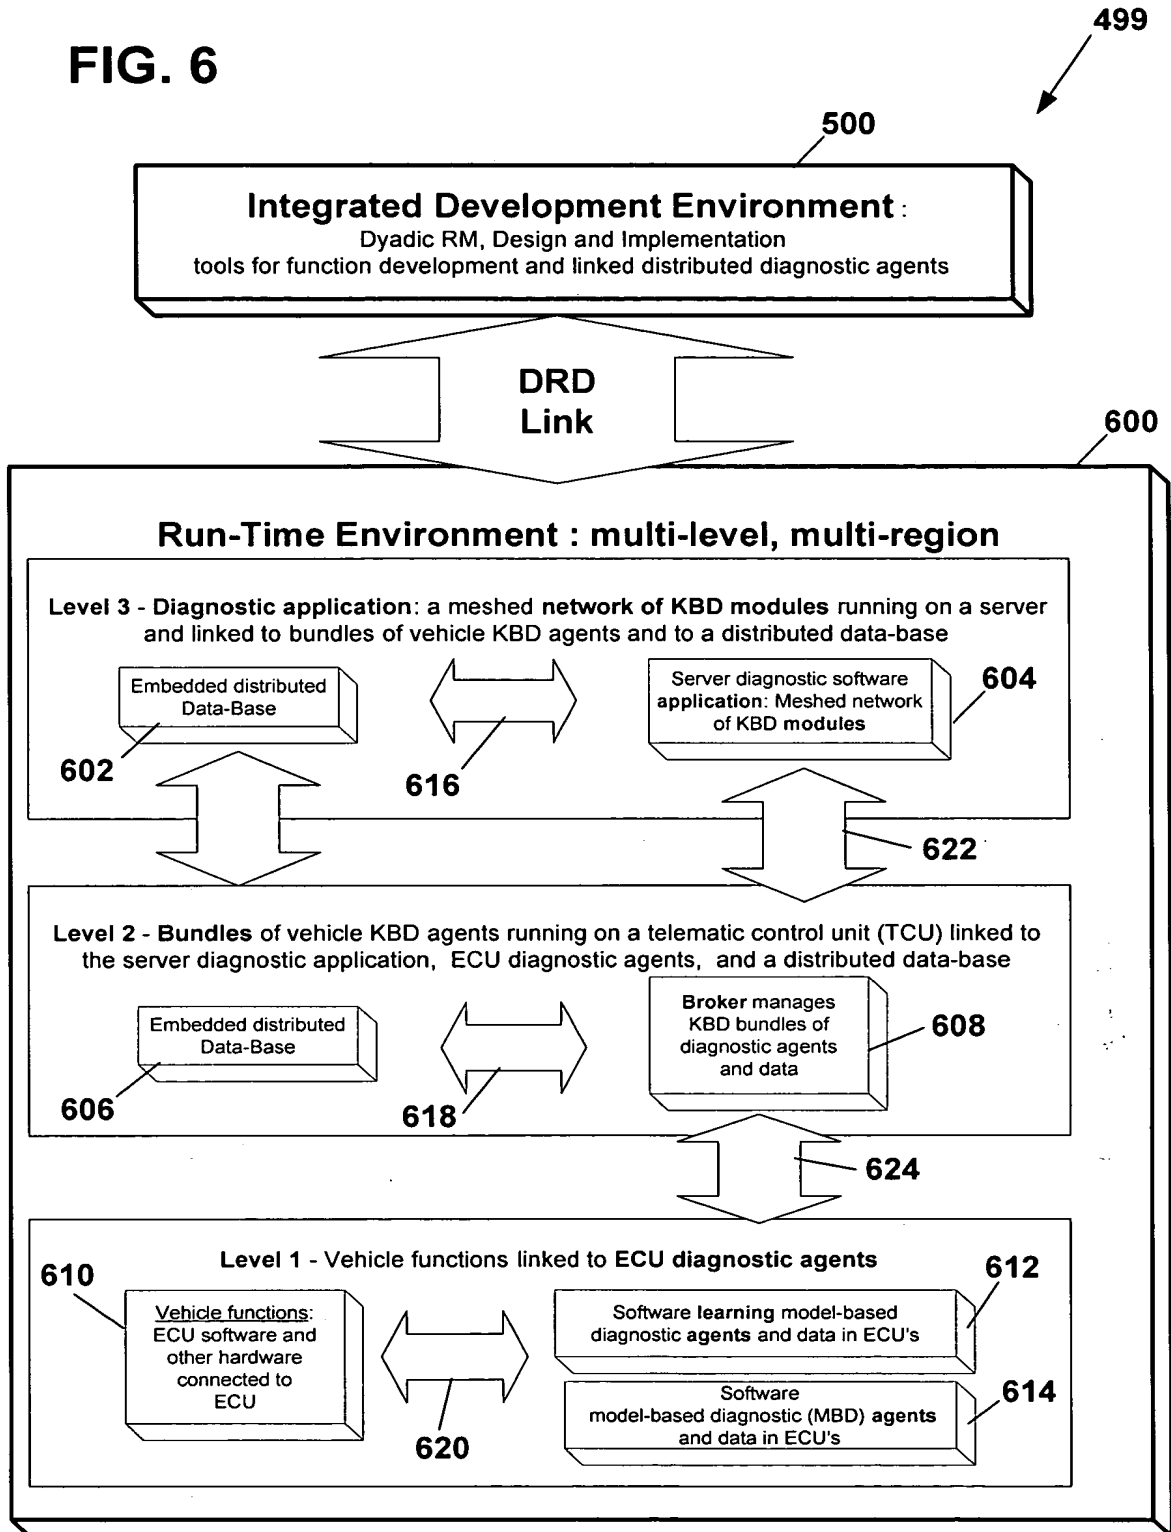 499
FIG. 6
500
Integrated Development Environment :
Dyadic RM, Design and Implementation
tools for function development and linked distributed diagnostic agents
DRD
Link
600
Run-Time Environment : multi-level, multi-region
Level 3 - Diagnostic application: a meshed network of KBD modules running on a server
and linked to bundles of vehicle KBD agents and to a distributed data-base
Embedded distributed
Data-Base
602
616
Server diagnostic software
application: Meshed network
of KBD modules
604
622
Level 2 - Bundles of vehicle KBD agents running on a telematic control unit (TCU) linked to
the server diagnostic application, ECU diagnostic agents, and a distributed data-base
Embedded distributed
Data-Base
606
618
Broker manages
KBD bundles of
diagnostic agents
and data
608
624
Level 1 - Vehicle functions linked to ECU diagnostic agents
610
Vehicle functions:
ECU software and
other hardware
connected to
ECU
620
Software learning model-based
diagnostic agents and data in ECU's
612
Software
model-based diagnostic (MBD) agents
and data in ECU's
614